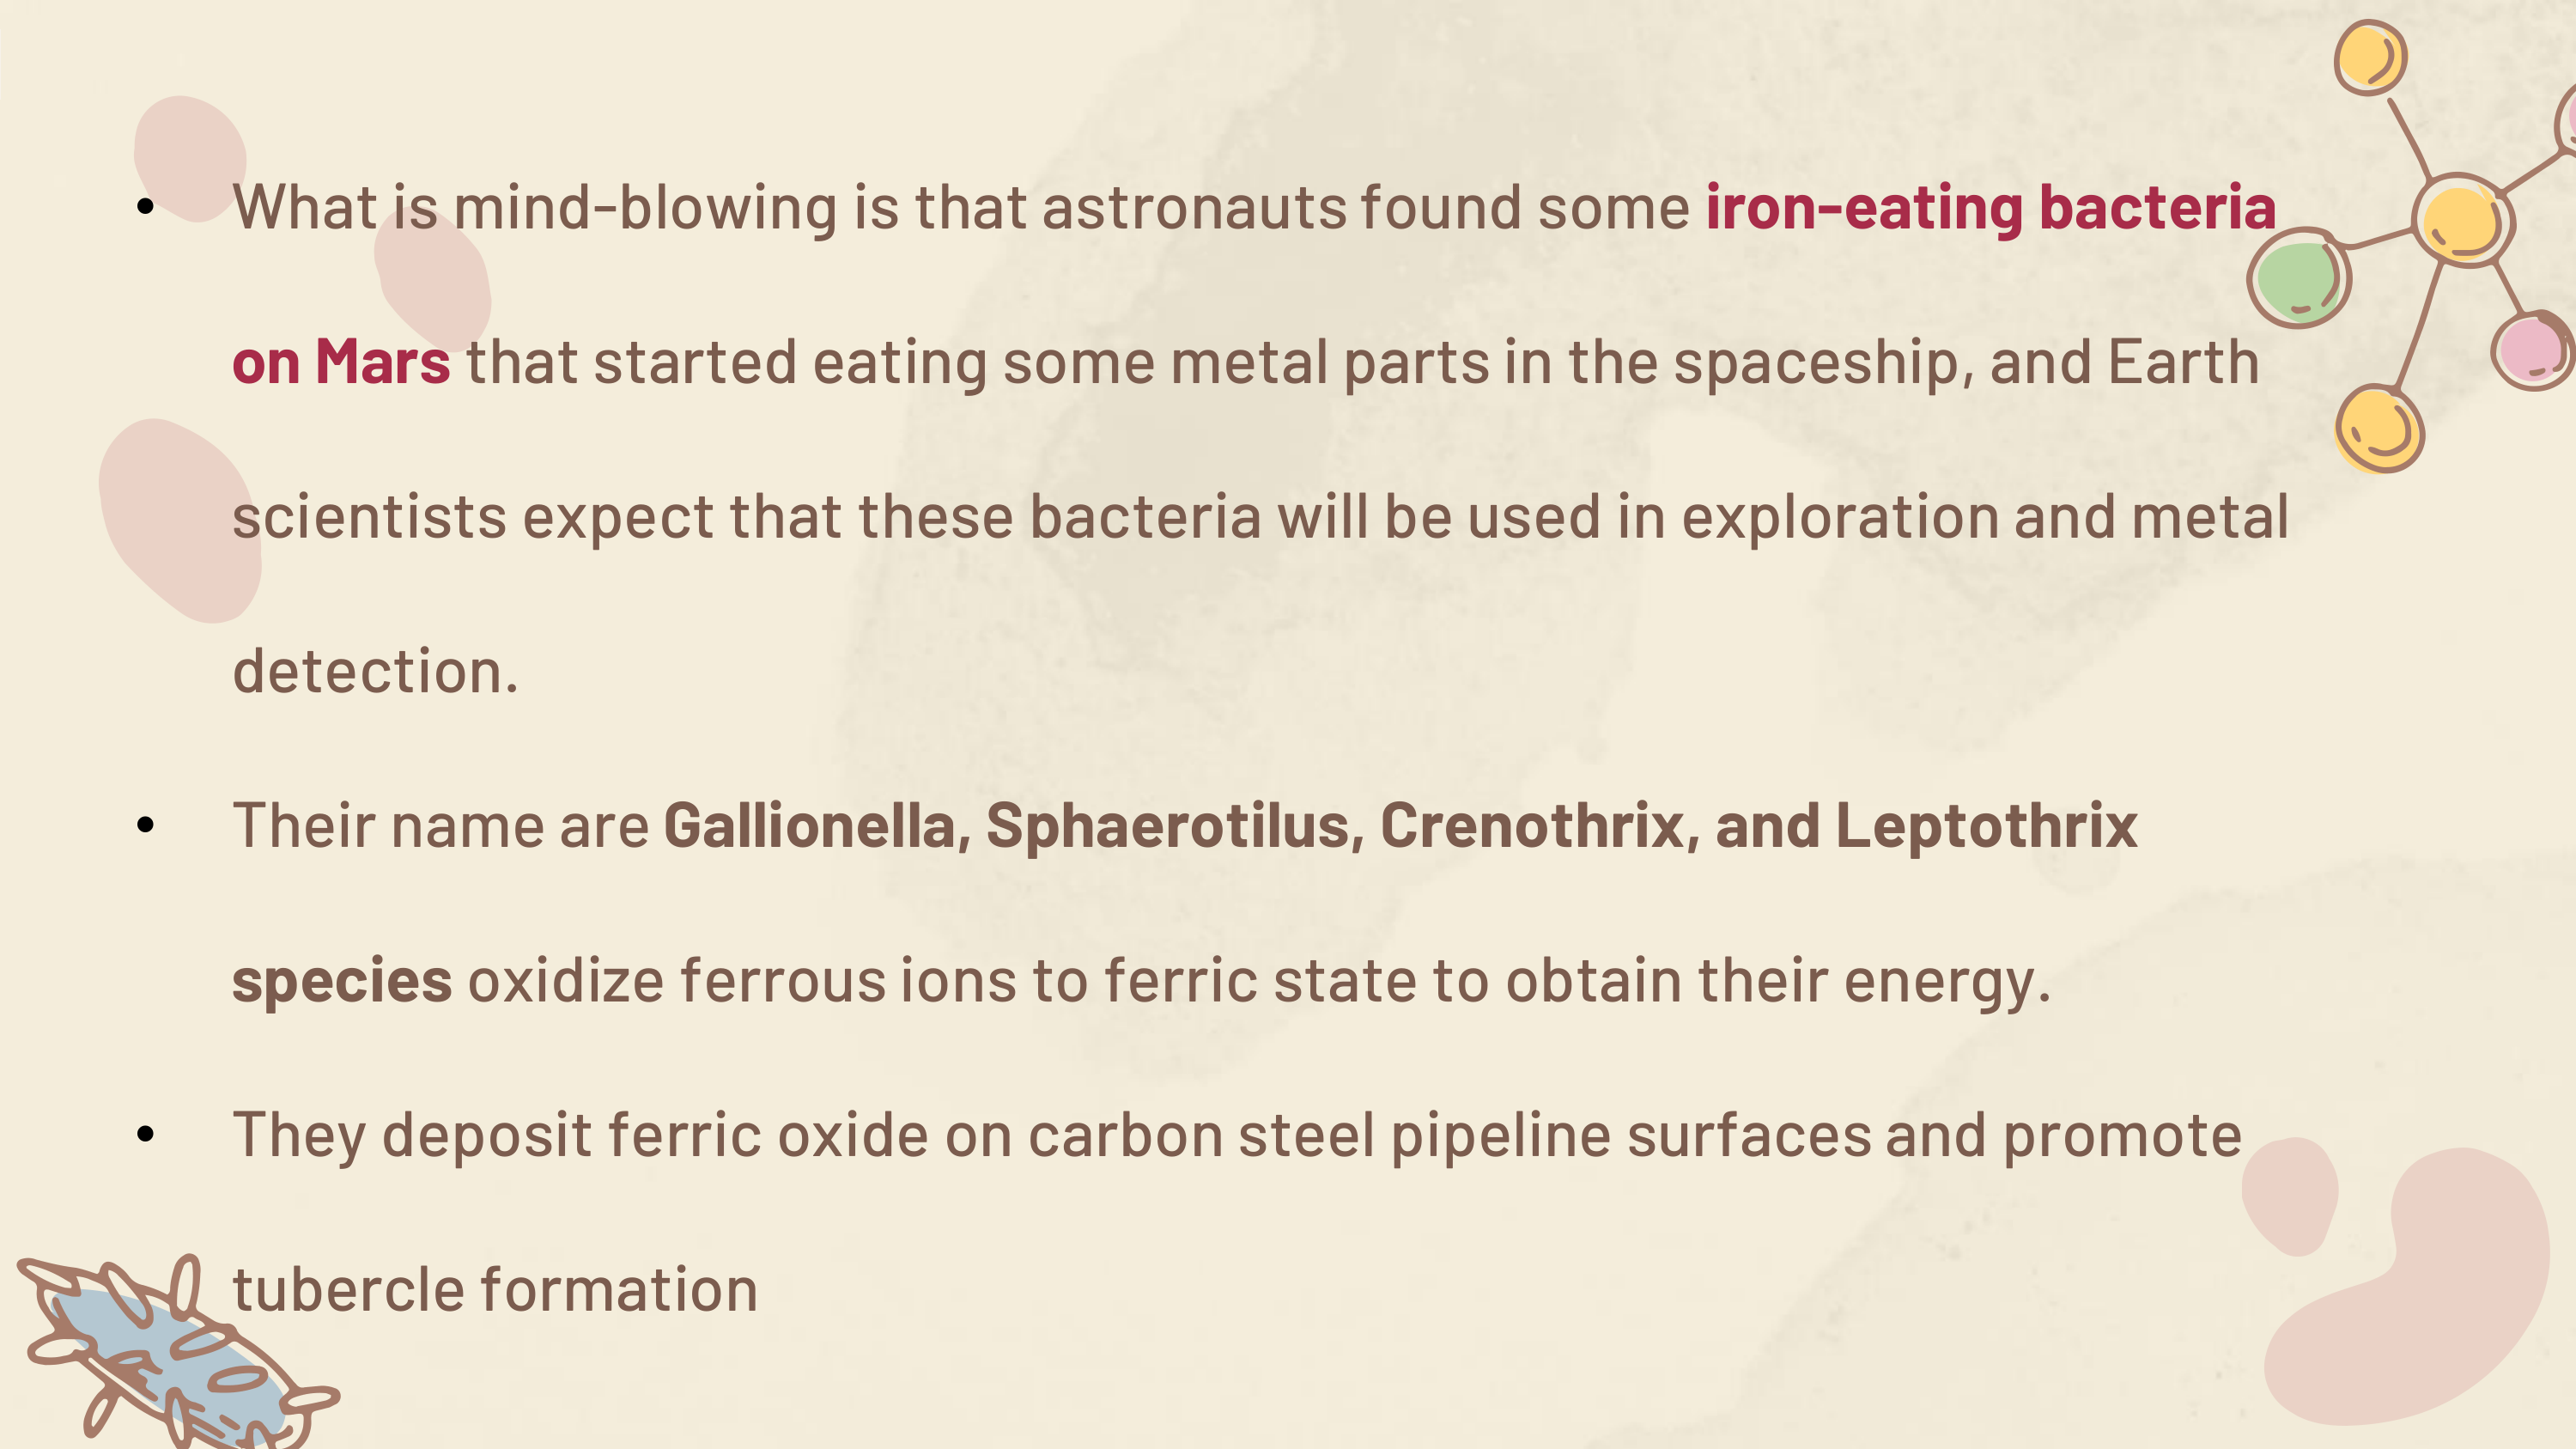 • What is mind-blowing is that astronauts found some iron-eating bacteria
on Mars that started eating some metal parts in the spaceship, and Earth
scientists expect that these bacteria will be used in exploration and metal
detection.
• Their name are Gallionella, Sphaerotilus, Crenothrix, and Leptothrix
species oxidize ferrous ions to ferric state to obtain their energy.
• They deposit ferric oxide on carbon steel pipeline surfaces and promote
tubercle formation